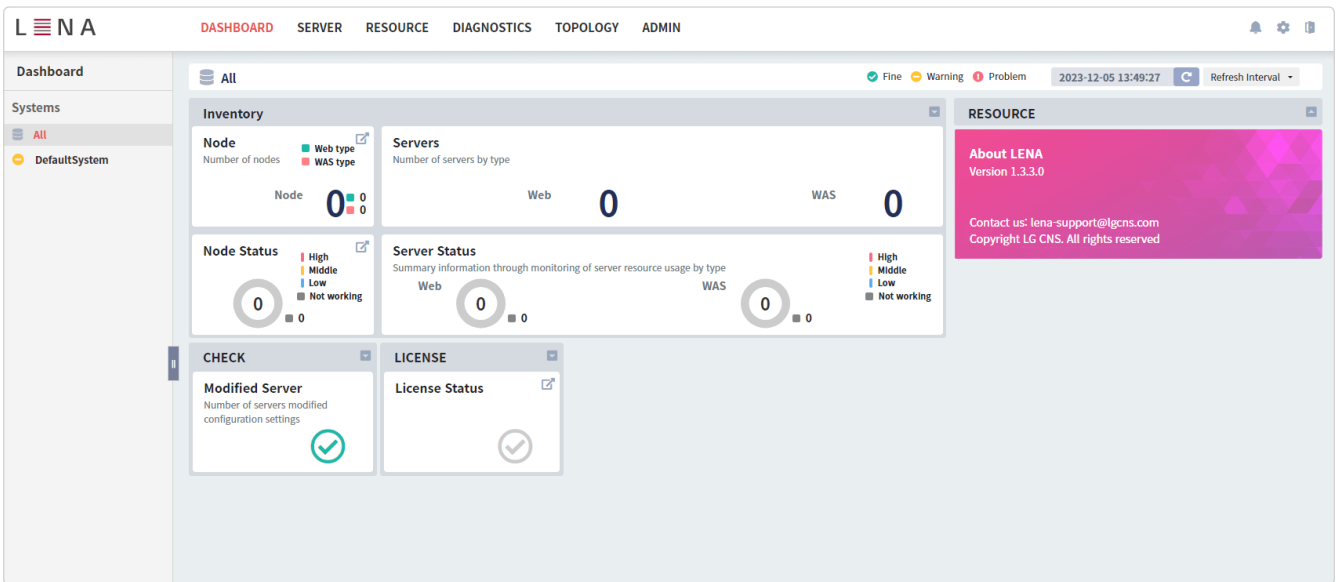 LENA
DASHBOARD SERVER RESOURCE DIAGNOSTICS TOPOLOGY ADMIN
Dashboard
Systems
All
DefaultSystem
All
Fine Warning Problem 2023-12-05 13:49:27 Refresh Interval
Inventory
Node
Number of nodes
Web type
WAS type
Node 0 0
0
Servers
Number of servers by type
Web 0 WAS 0
Node Status
High
Middle
Low
Not working
0 0
Server Status
Summary information through monitoring of server resource usage by type
Web 0 0
WAS 0 0
High
Middle
Low
Not working
CHECK
Modified Server
Number of servers modified
configuration settings
LICENSE
License Status
RESOURCE
About LENA
Version 1.3.3.0
Contact us: lena-support@lgcns.com
Copyright LG CNS. All rights reserved